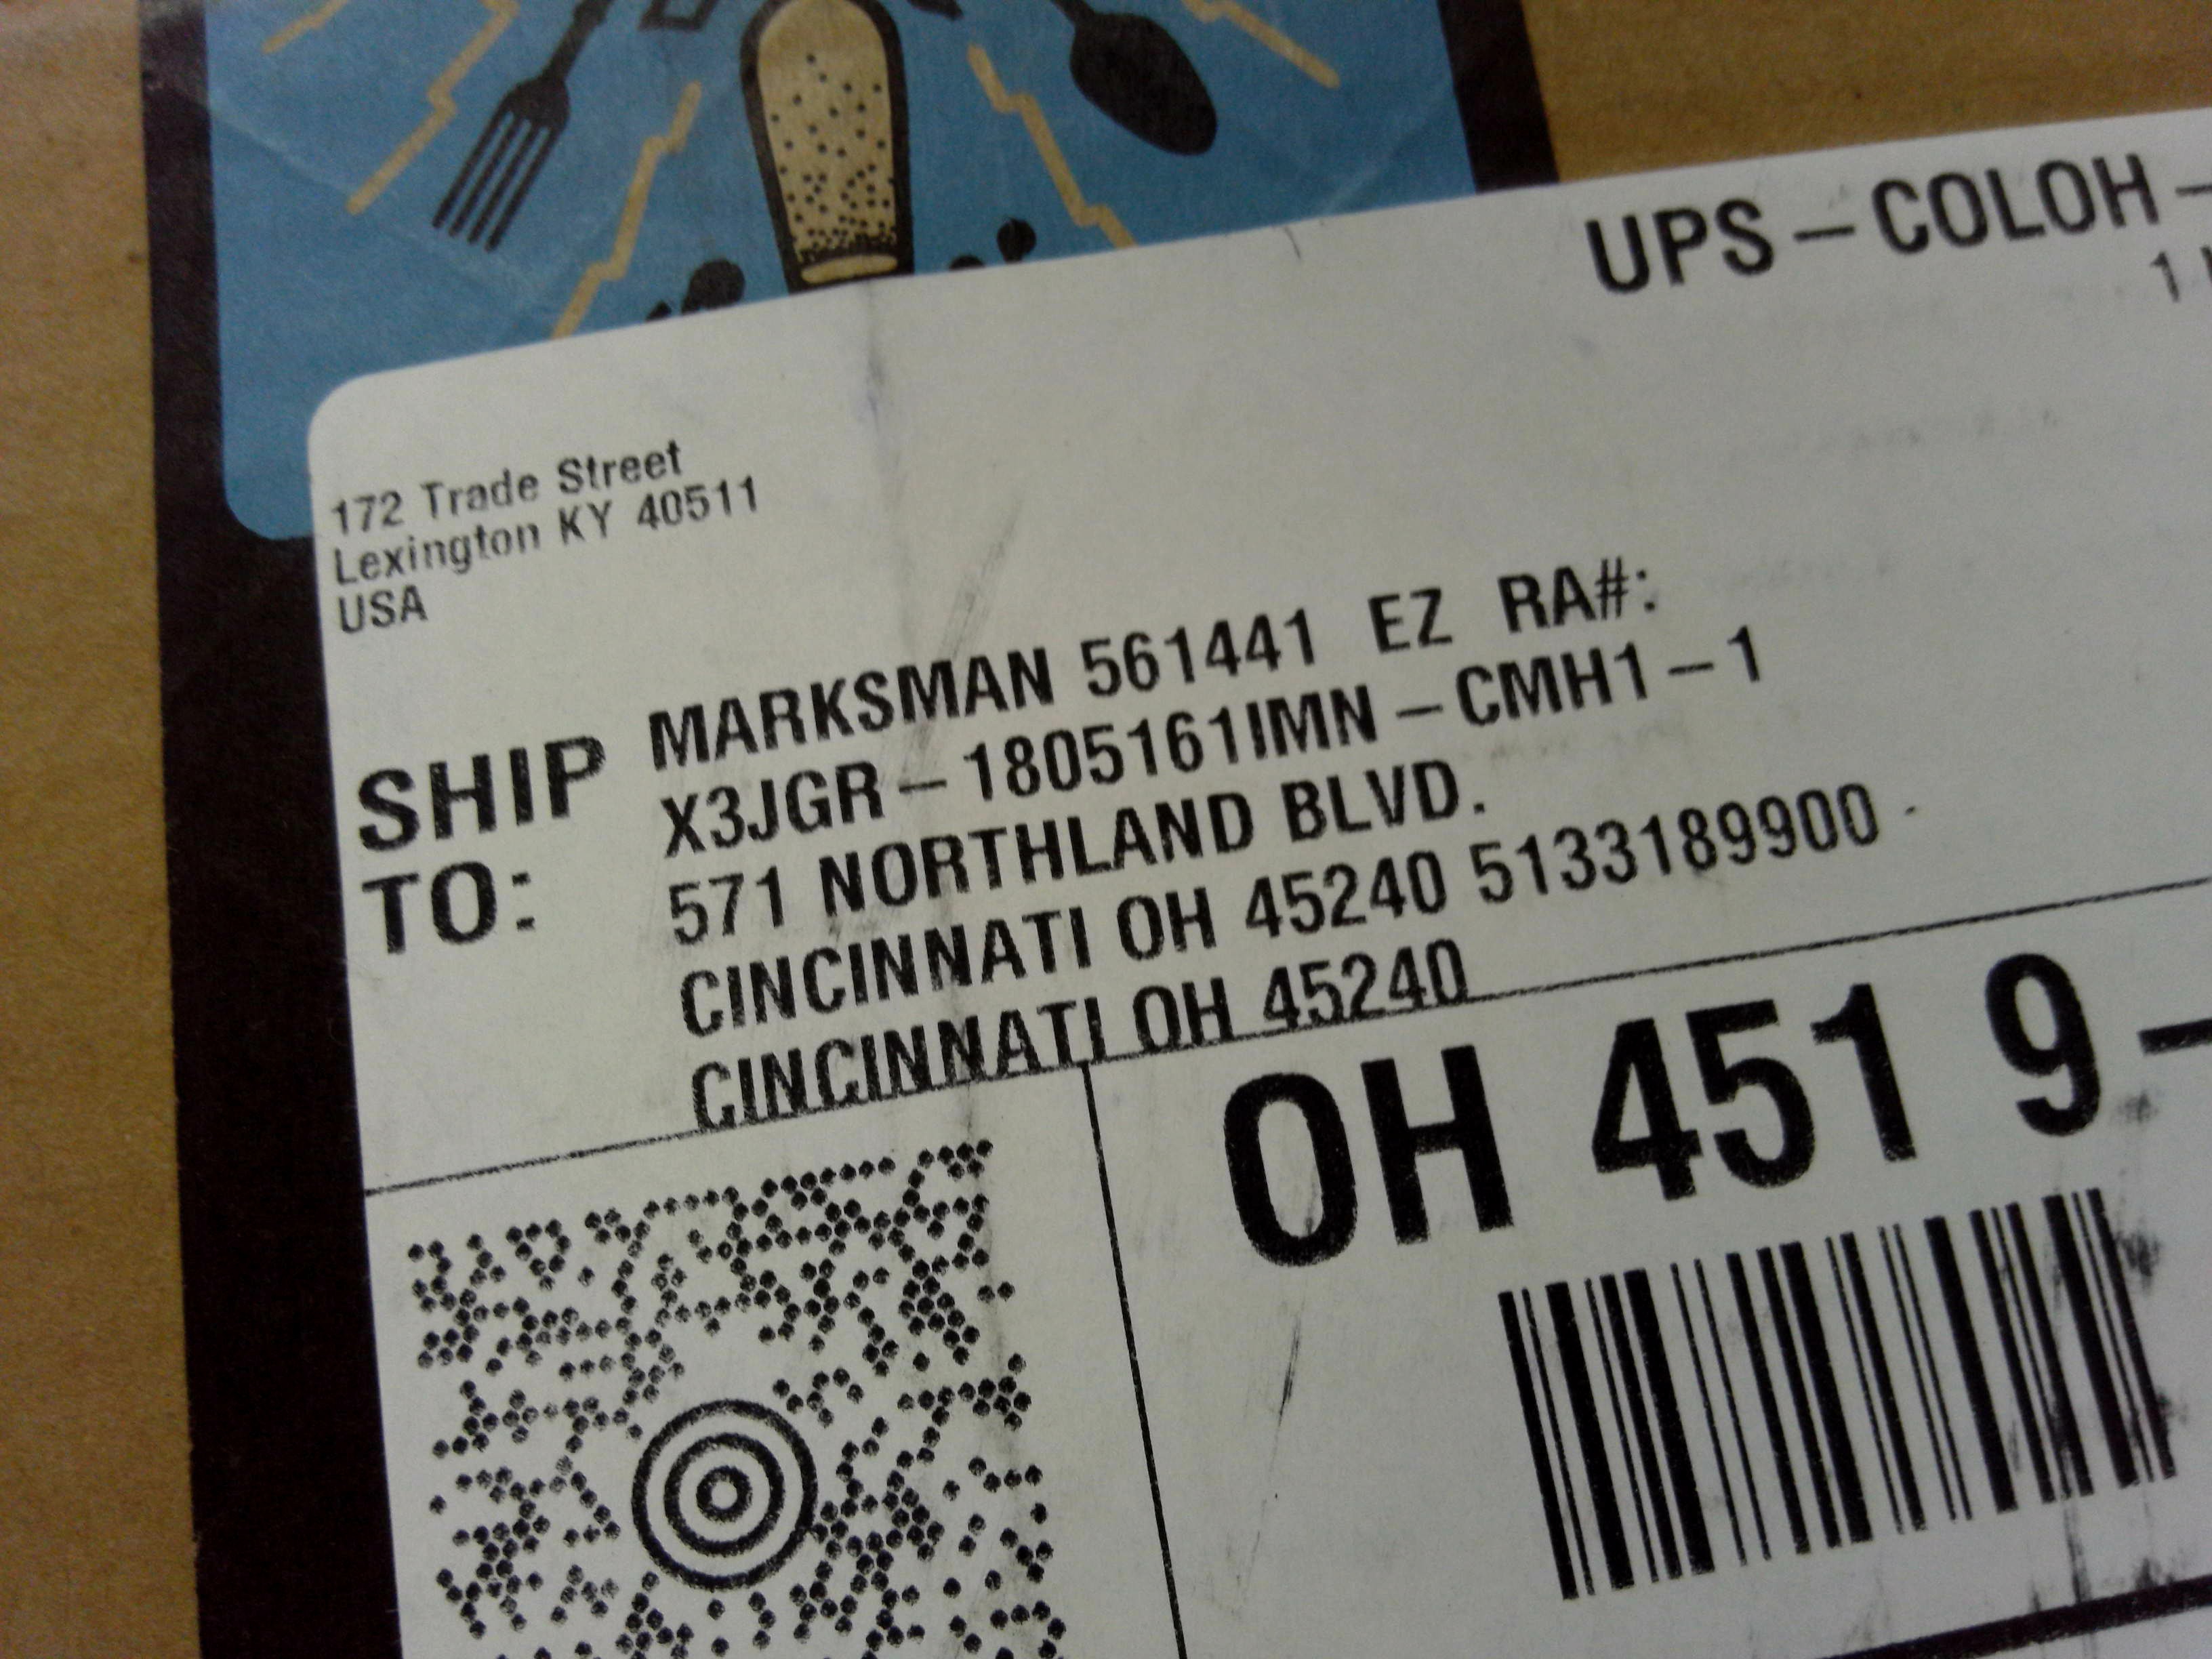 UPS – COLOH –
1
172 Trade Street
Lexington KY 40511
USA
SHIP TO:
MARKSMAN 561441 EZ RA#:
X3JGR – 1805161IMN – CMH1 – 1
571 NORTHLAND BLVD.
CINCINNATI OH 45240 5133189900
CINCINNATI OH 45240
OH 451 9 –